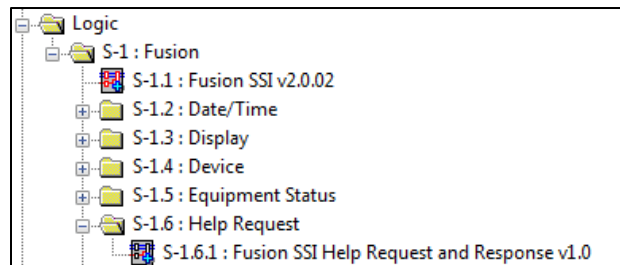 Logic
S-1 : Fusion
S-1.1 : Fusion SSI v2.0.02
S-1.2 : Date/Time
S-1.3 : Display
S-1.4 : Device
S-1.5 : Equipment Status
S-1.6 : Help Request
S-1.6.1 : Fusion SSI Help Request and Response v1.0